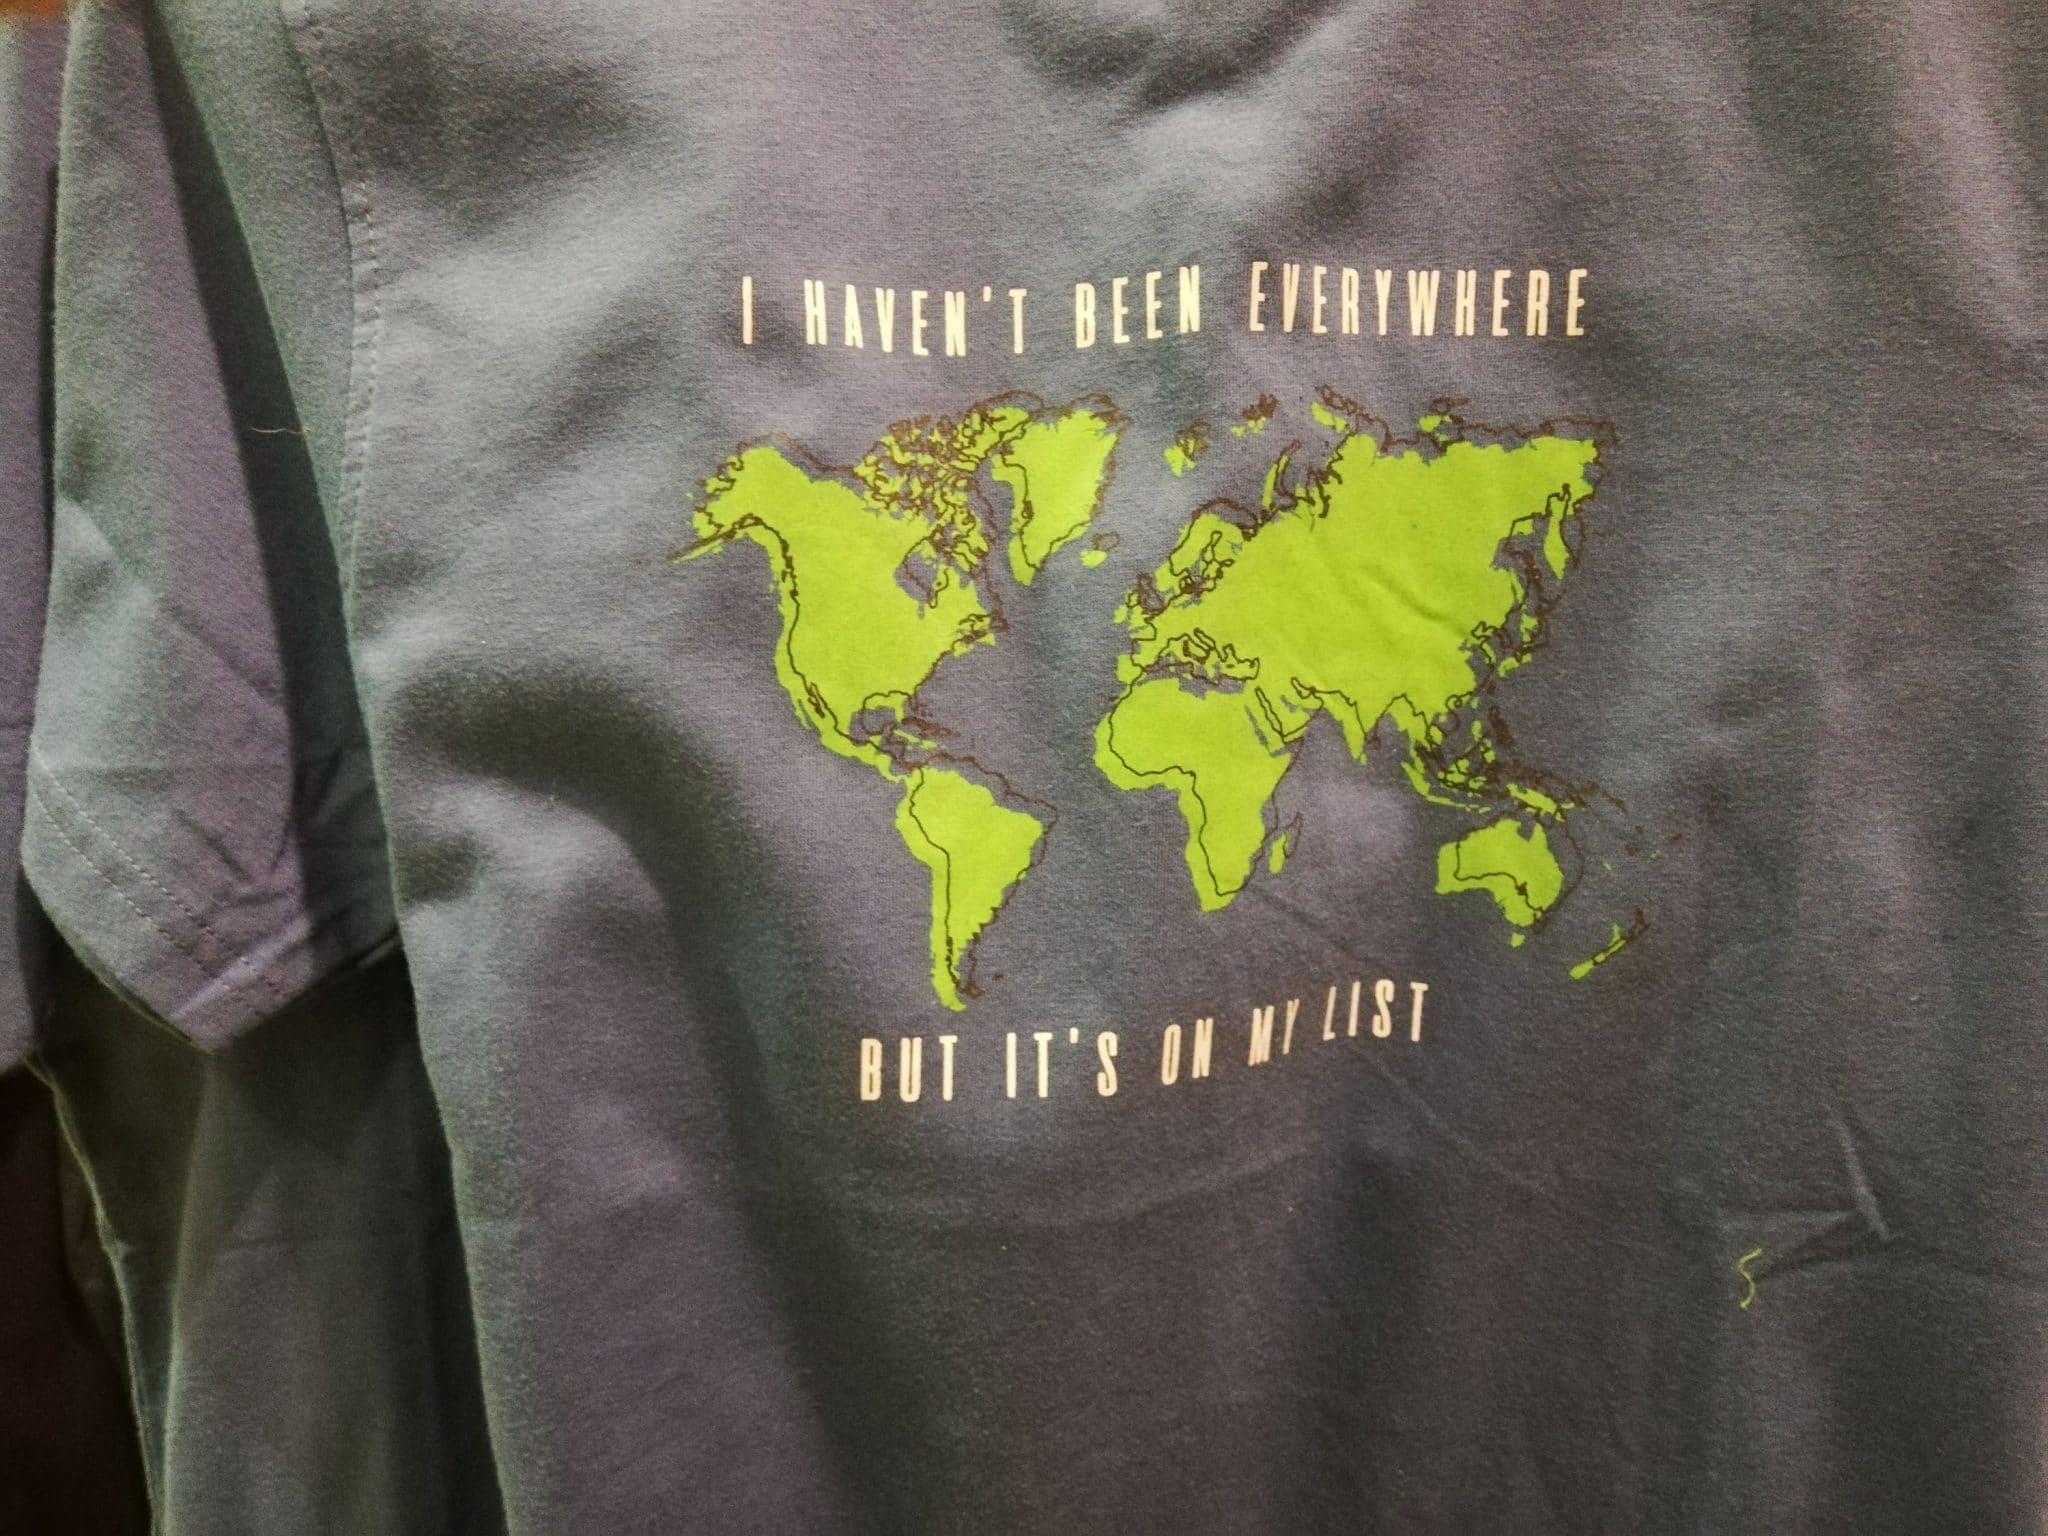 I HAVEN'T BEEN EVERYWHERE
BUT IT'S ON MY LIST